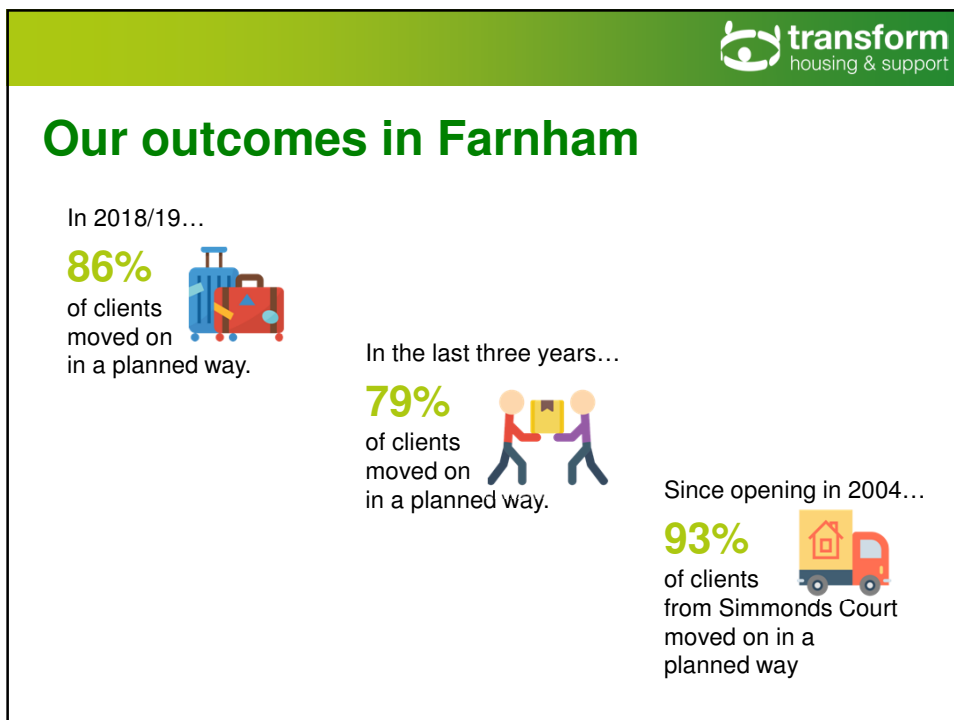 transform
housing & support
Our outcomes in Farnham
In 2018/19…
86%
of clients
moved on
in a planned way.
In the last three years…
79%
of clients
moved on
in a planned way.
Since opening in 2004…
93%
of clients
from Simmonds Court
moved on in a
planned way